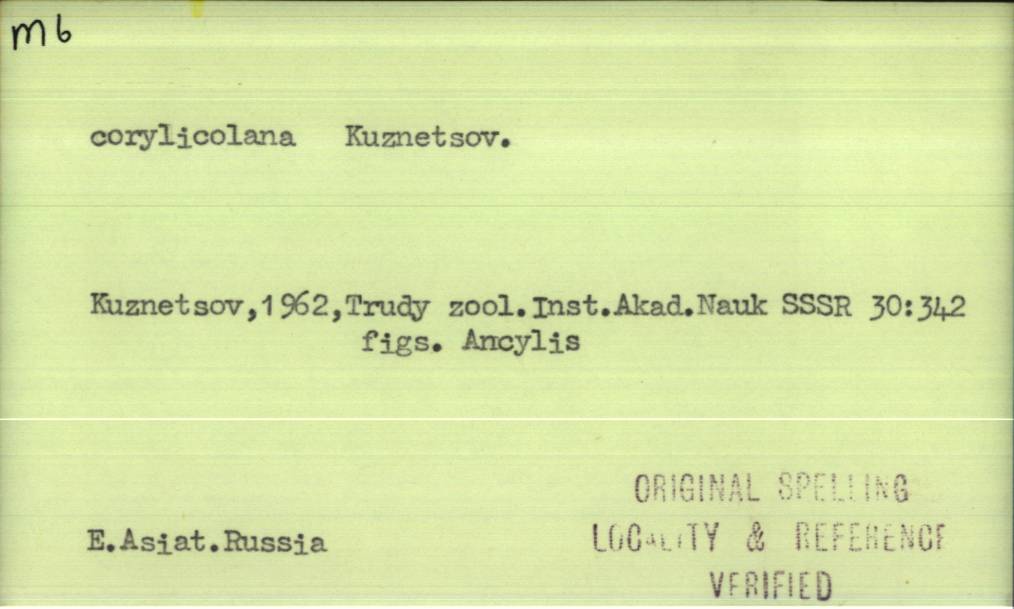 m6
corylicolana Kuznetsov.
Kuznetsov,1962,Trudy zool.Inst.Akad.Nauk SSSR 30:342
figs. Ancylis
E.Asiat.Russia
ORIGINAL SPELLING
LOCALITY & REFERENCE
VERIFIED